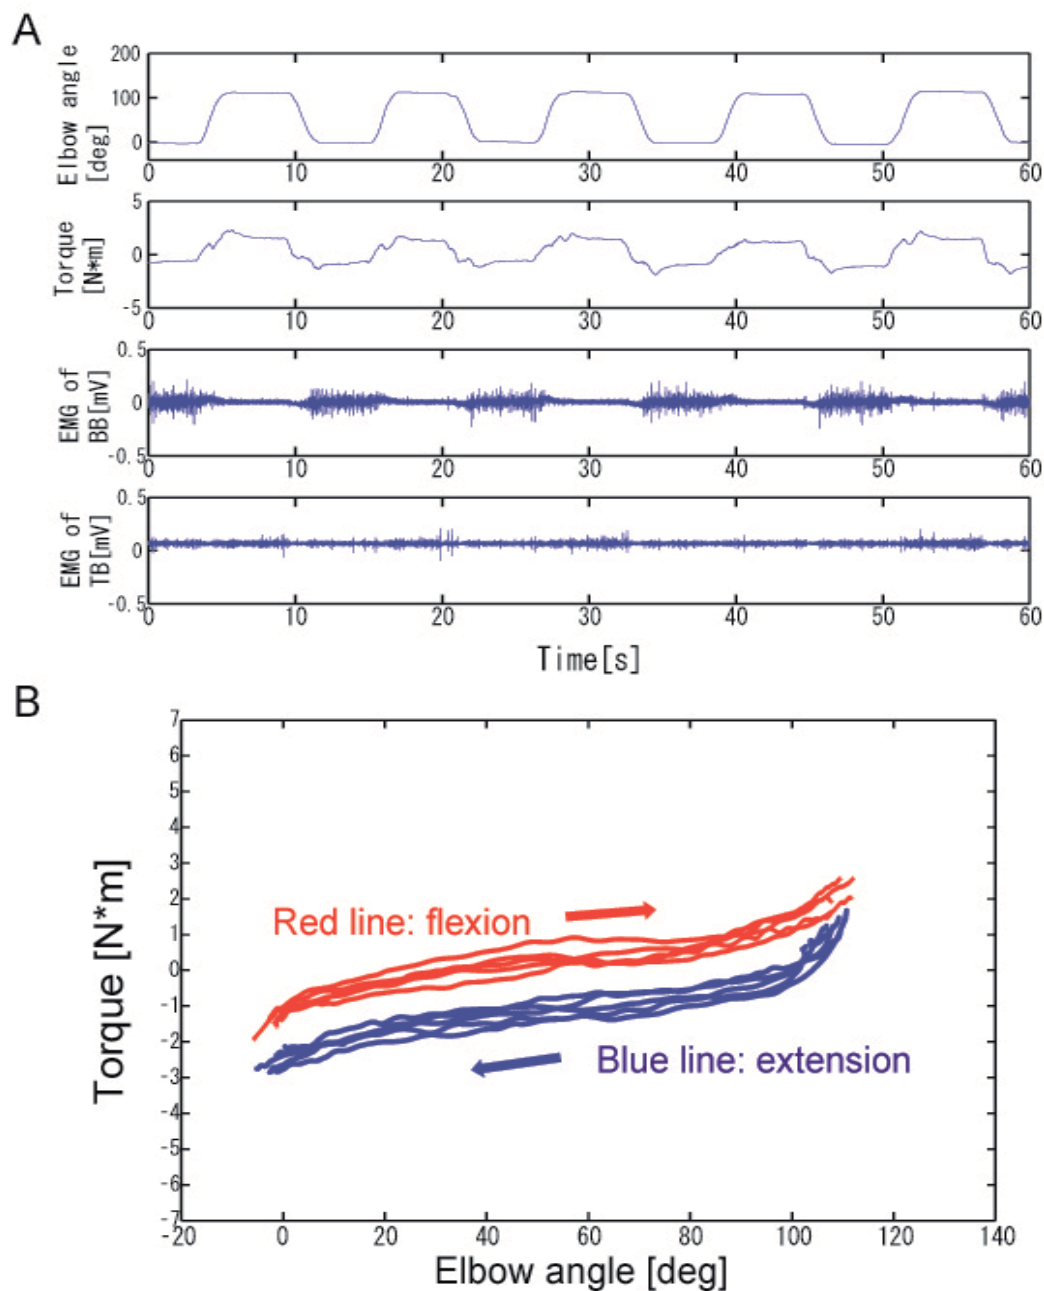 A
Elbow angle
[deg]
200
100
0
0 10 20 30 40 50 60
Torque
[N*m]
5
0
-5
0 10 20 30 40 50 60
EMG of
BB[mV]
0.5
0
-0.5
0 10 20 30 40 50 60
EMG of
TB[mV]
0.5
0
-0.5
0 10 20 30 40 50 60
Time[s]
B
Torque [N*m]
7
6
5
4
3
2
1
0
-1
-2
-3
-4
-5
-6
-7
Red line: flexion
Blue line: extension
-20 0 20 40 60 80 100 120 140
Elbow angle [deg]